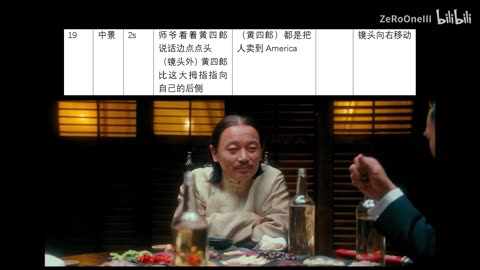 ZeRoOneIII bilibili
19 中景 2s 师爷看着黄四郎 （黄四郎）都是把 镜头向右移动
说话边点点头 人卖到 America
（镜头外）黄四郎
比这大拇指指向
自己的后侧